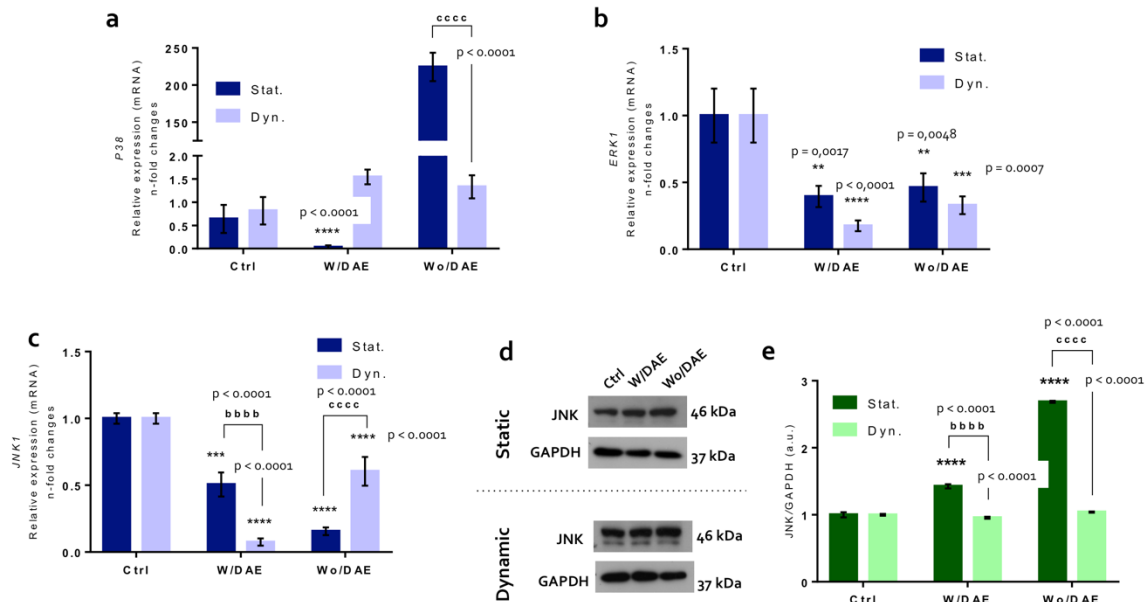 a
cccc
p < 0.0001
Relative expression (mRNA)
P38
n-fold changes
250
200
150
100
50
2.0
1.5
1.0
0.5
0.0
Stat.
Dyn.
p < 0.0001
****
Ctrl
W/DAE
Wo/DAE
b
Relative expression (mRNA)
ERK1
n-fold changes
1.5
1.0
0.5
0.0
Stat.
Dyn.
p = 0,0017
**
p < 0,0001
****
p = 0,0048
**
***
p = 0.0007
Ctrl
W/DAE
Wo/DAE
c
Relative expression (mRNA)
JNK1
n-fold changes
1.5
1.0
0.5
0.0
Stat.
Dyn.
p < 0.0001
bbbb
***
p < 0.0001
****
p < 0.0001
cccc
****
****
p < 0.0001
Ctrl
W/DAE
Wo/DAE
d
Ctrl
W/DAE
Wo/DAE
Static
JNK
46 kDa
GAPDH
37 kDa
Dynamic
JNK
46 kDa
GAPDH
37 kDa
e
JNK/GAPDH (a.u.)
3
2
1
0
Stat.
Dyn.
p < 0.0001
bbbb
****
p < 0.0001
p < 0.0001
cccc
****
p < 0.0001
Ctrl
W/DAE
Wo/DAE